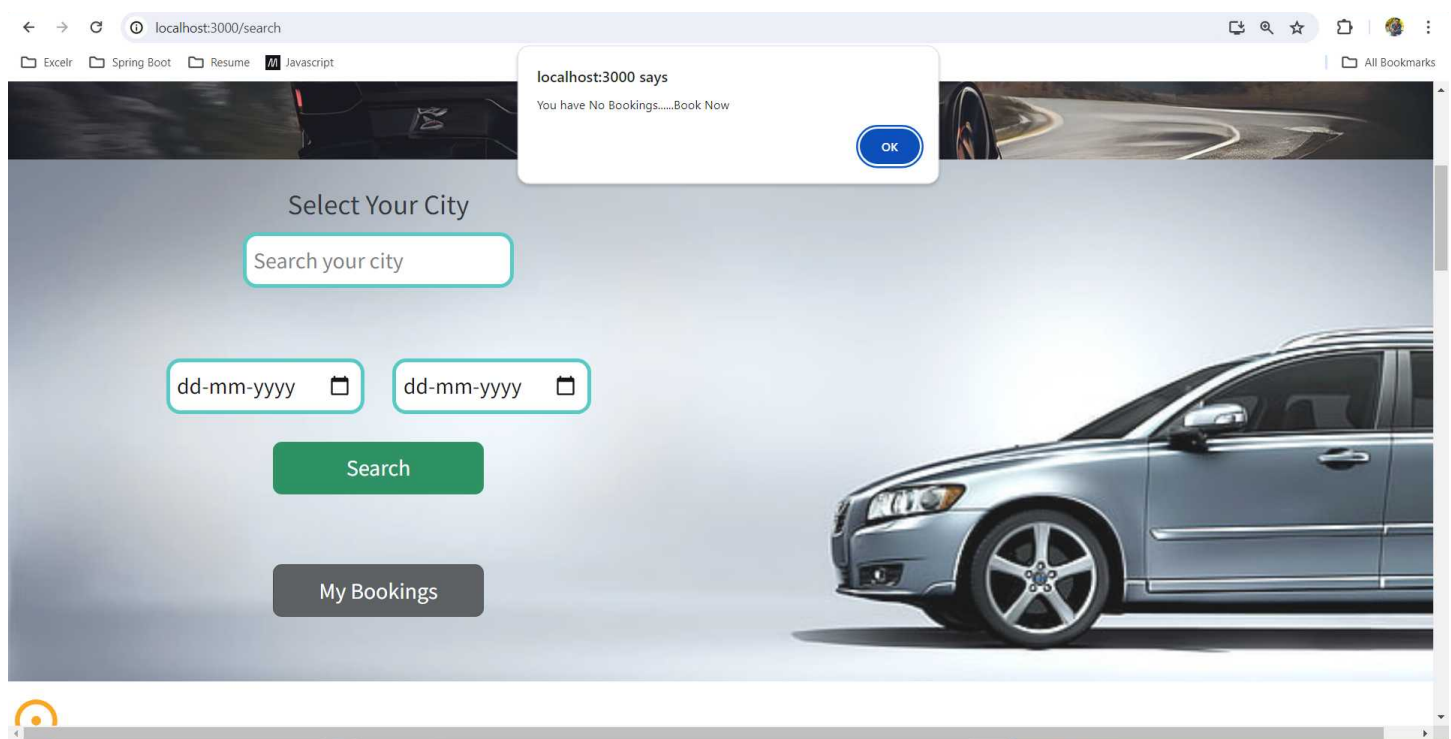 localhost:3000/search
Excelr Spring Boot Resume M Javascript All Bookmarks
localhost:3000 says
You have No Bookings......Book Now
OK
Select Your City
Search your city
dd-mm-yyyy dd-mm-yyyy
Search
My Bookings